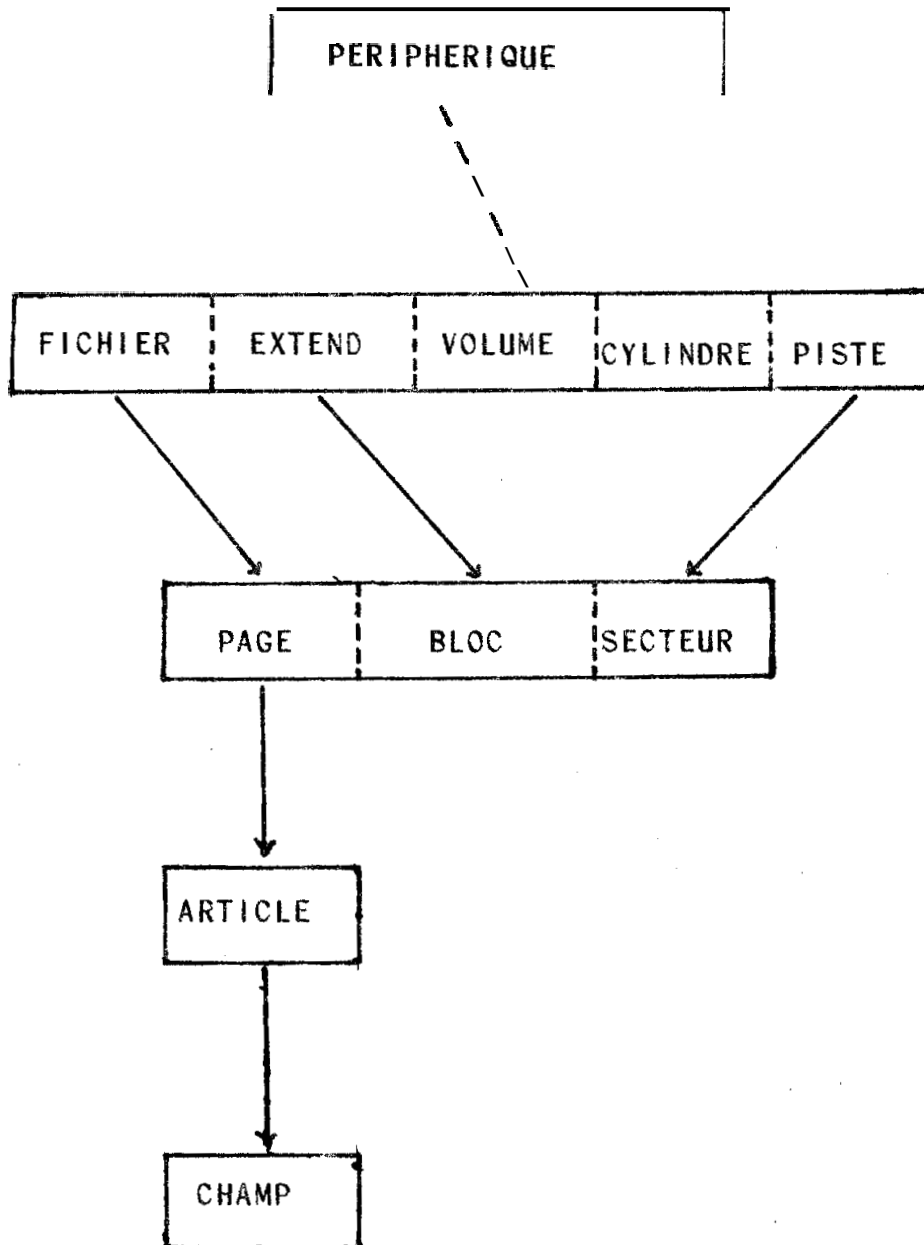 PERIPHERIQUE
FICHIER EXTEND VOLUME CYLINDRE PISTE
PAGE BLOC SECTEUR
ARTICLE
CHAMP